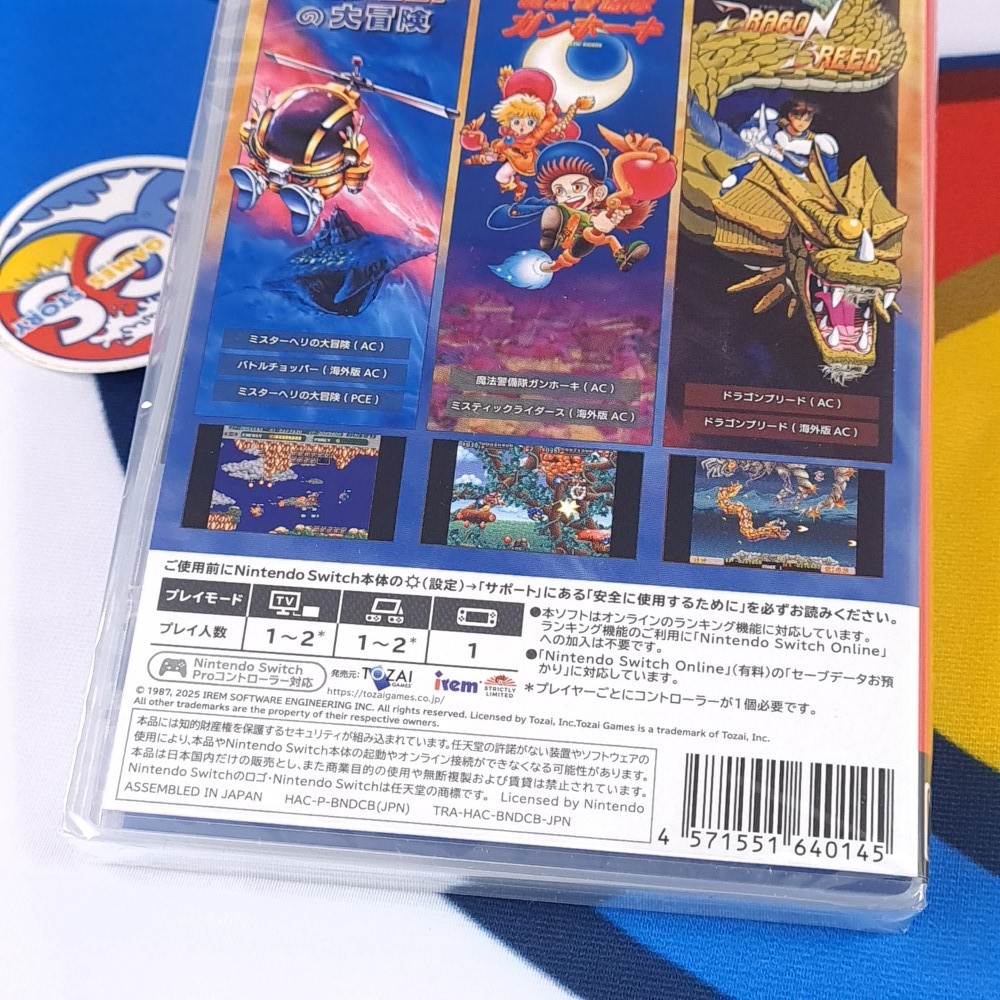 の大冒険
魔法警備隊
ガンホーキ
DRAGON
BREED
ミスターヘリの大冒険 ( AC )
バトルチョッパー ( 海外版 AC )
ミスターヘリの大冒険 ( PCE )
魔法警備隊ガンホーキ ( AC )
ミスティックライダーズ ( 海外版 AC )
ドラゴンブリード ( AC )
ドラゴンブリード ( 海外版 AC )
ご使用前にNintendo Switch本体の(設定)→「サポート」にある「安全に使用するために」を必ずお読みください。
プレイモード
TV
プレイ人数
1～2*
1～2*
1
●本ソフトはオンラインのランキング機能に対応しています。
ランキング機能のご利用に「Nintendo Switch Online」
への加入は不要です。
●「Nintendo Switch Online」(有料)の「セーブデータお預
かり」に対応しています。
*プレイヤーごとにコントローラーが1個必要です。
Nintendo Switch
Proコントローラー対応
発売元:
TOZAI
GAMES
irem
STRICTLY
LIMITED
https://tozaigames.co.jp/
© 1987, 2025 IREM SOFTWARE ENGINEERING INC. All rights reserved. Licensed by Tozai, Inc.Tozai Games is a trademark of Tozai, Inc.
All other trademarks are the property of their respective owners.
本品には知的財産権を保護するセキュリティが組み込まれています。任天堂の許諾がない装置やソフトウェアの
使用により、本品やNintendo Switch本体の起動やオンライン接続ができなくなる可能性があります。
本品は日本国内だけの販売とし、また商業目的の使用や無断複製および賃貸は禁止されています。
Nintendo Switchのロゴ・Nintendo Switchは任天堂の商標です。 Licensed by Nintendo
ASSEMBLED IN JAPAN HAC-P-BNDCB(JPN) TRA-HAC-BNDCB-JPN
4 571551 640145
GAMES
STORY